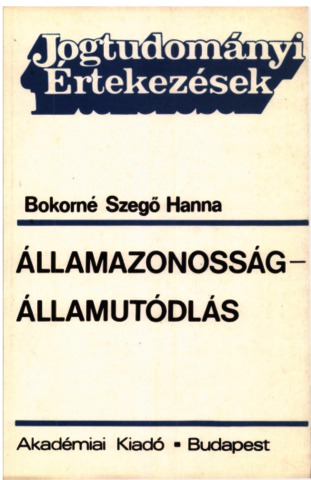 Jogtudományi
Értekezések
Bokorné Szegő Hanna
ÁLLAMAZONOSSÁG–
ÁLLAMUTÓDLÁS
Akadémiai Kiadó ▪ Budapest